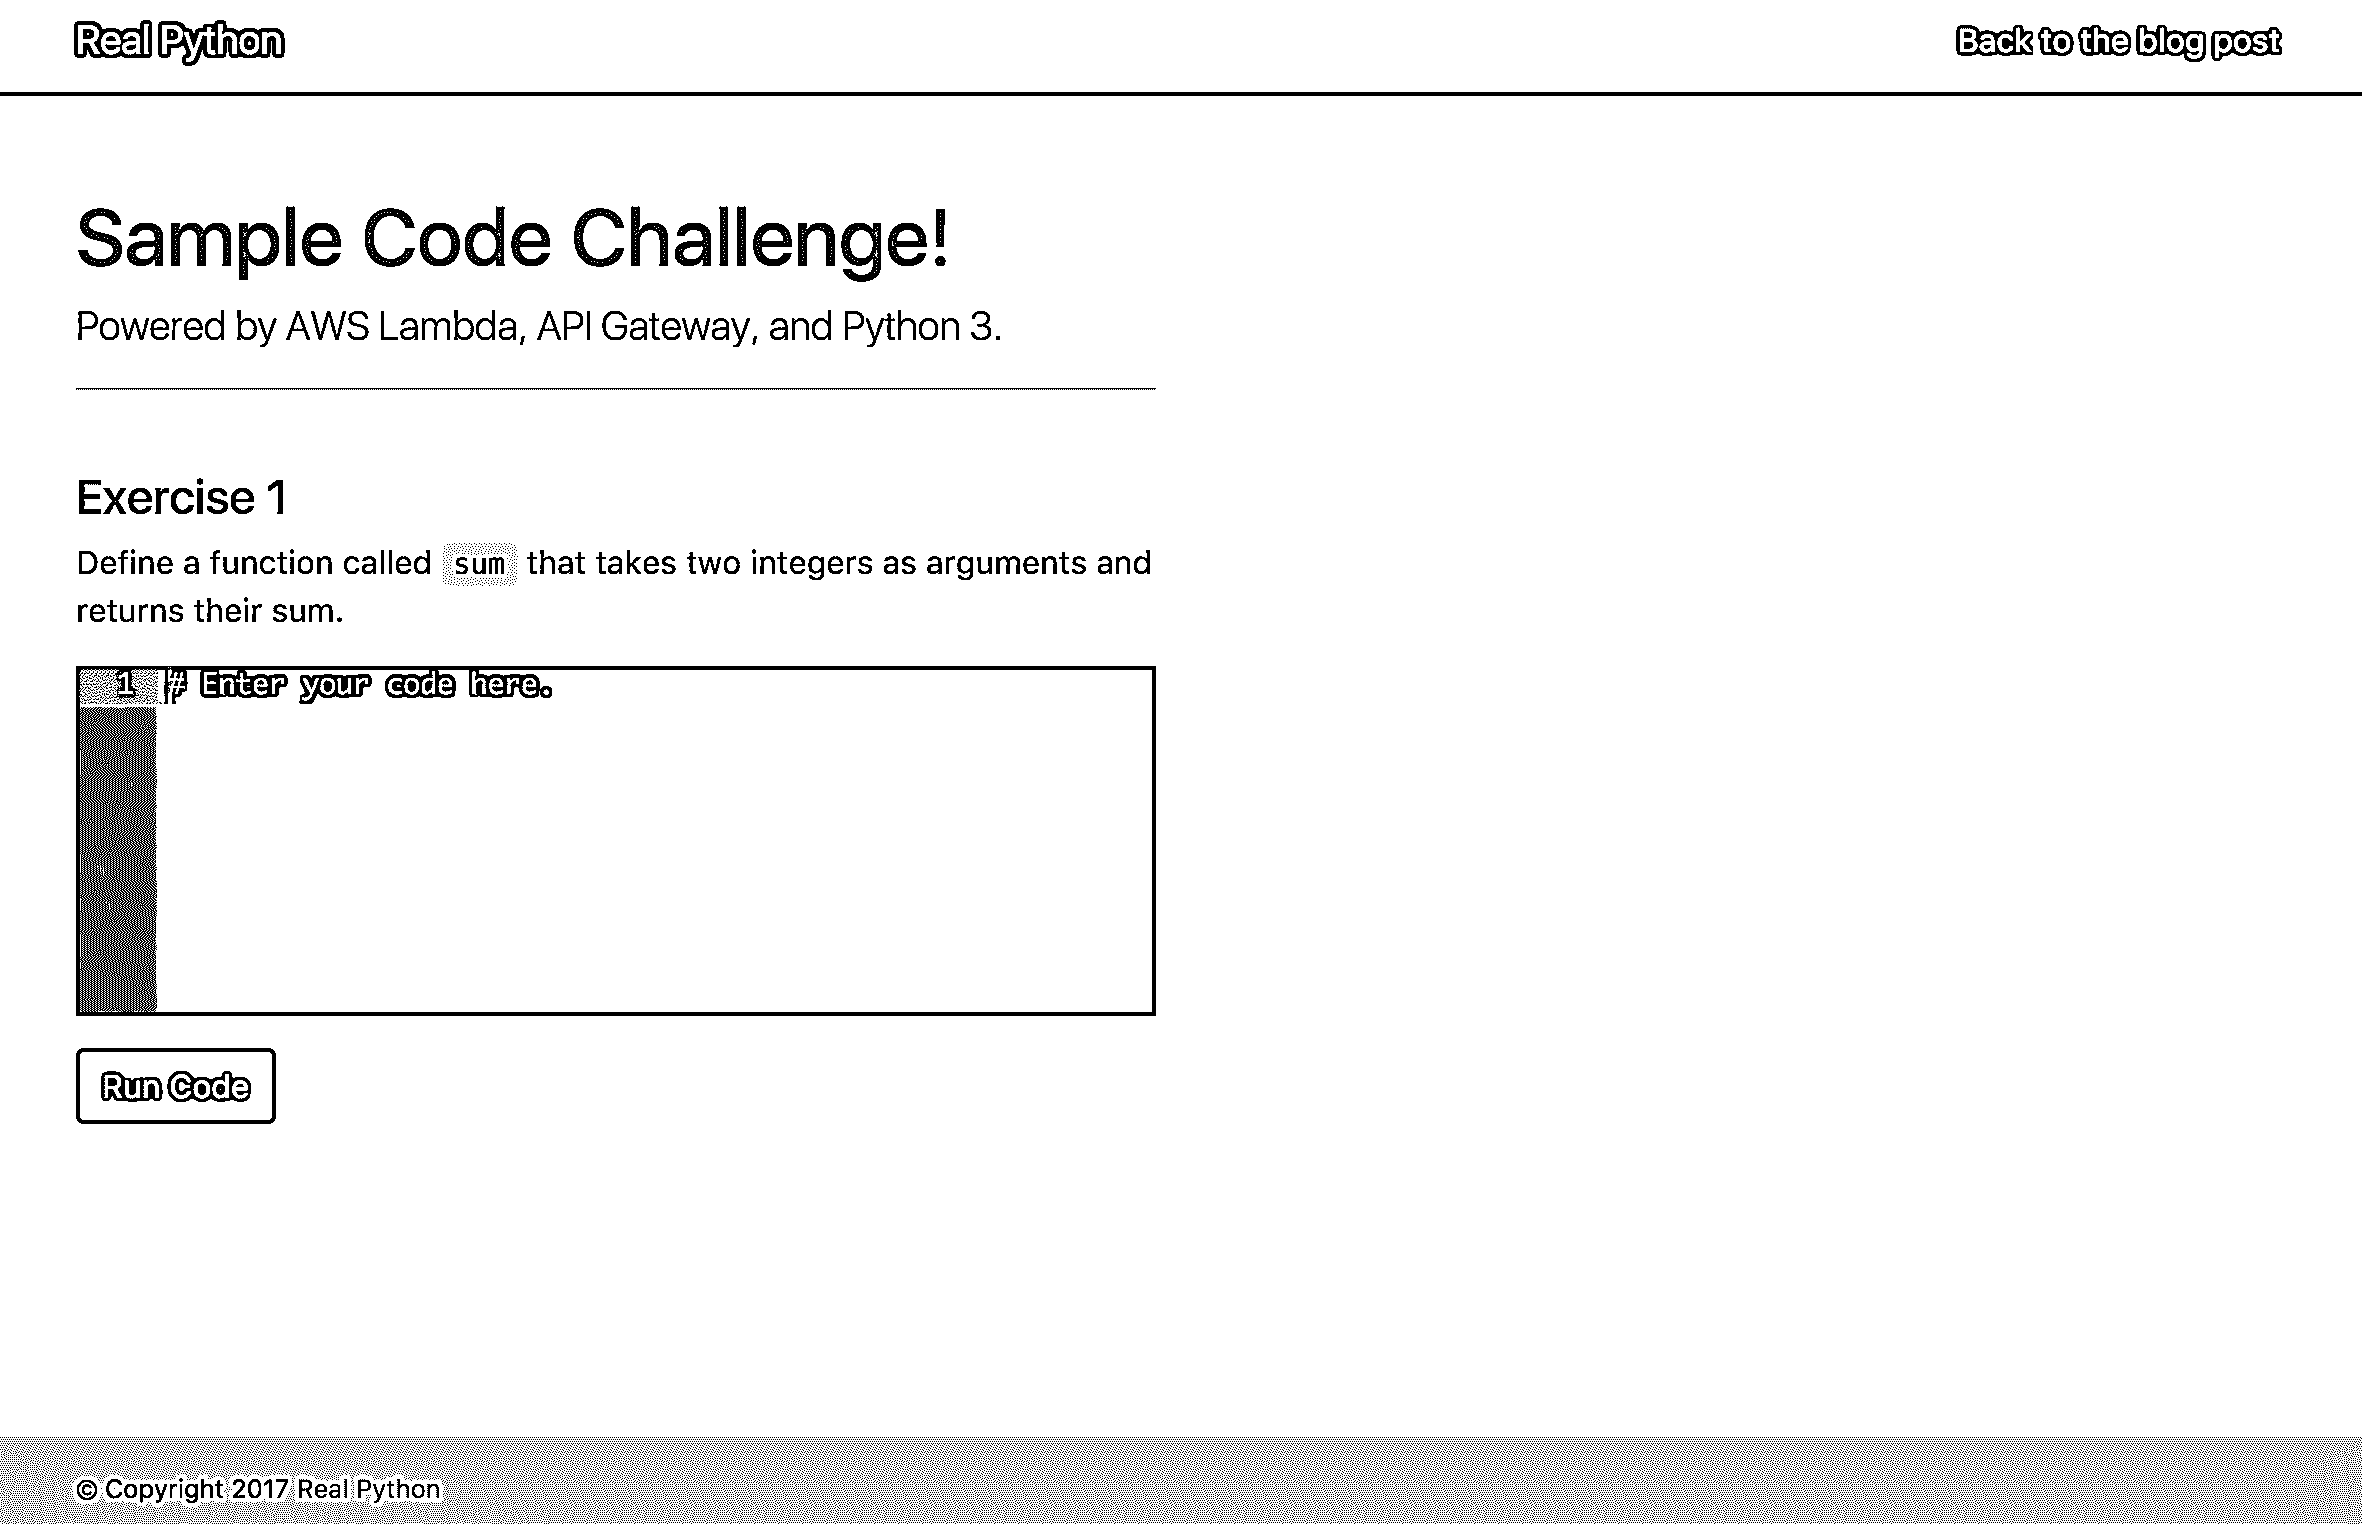 Real Python
Back to the blog post
Sample Code Challenge!
Powered by AWS Lambda, API Gateway, and Python 3.
Exercise 1
Define a function called sum that takes two integers as arguments and
returns their sum.
1 # Enter your code here.
Run Code
© Copyright 2017 Real Python